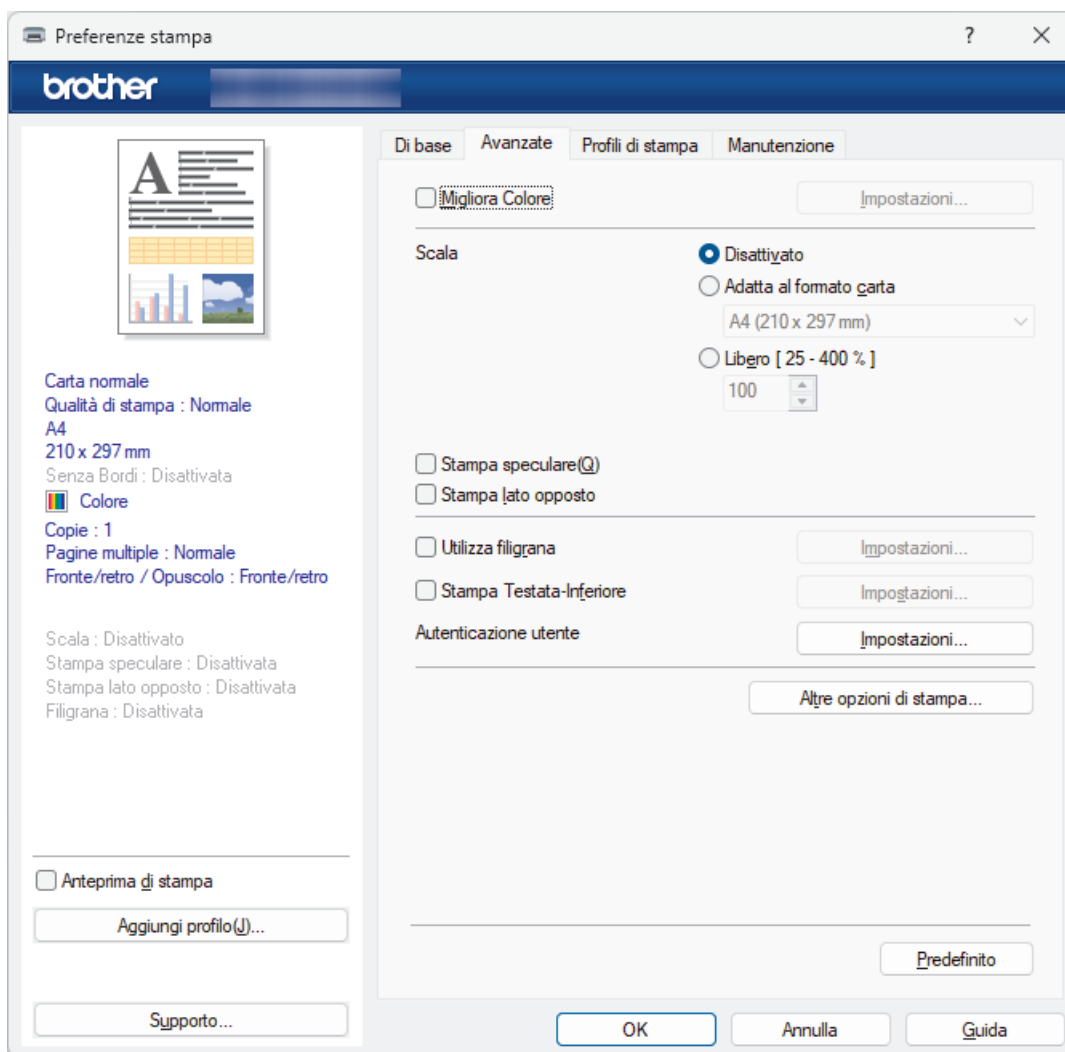 Preferenze stampa
brother
Di base
Avanzate
Profili di stampa
Manutenzione
A
Carta normale
Qualità di stampa : Normale
A4
210 x 297 mm
Senza Bordi : Disattivata
Colore
Copie : 1
Pagine multiple : Normale
Fronte/retro / Opuscolo : Fronte/retro
Scala : Disattivato
Stampa speculare : Disattivata
Stampa lato opposto : Disattivata
Filigrana : Disattivata
Anteprima di stampa
Aggiungi profilo(J)...
Supporto...
Migliora Colore
Impostazioni...
Scala
Disattivato
Adatta al formato carta
A4 (210 x 297 mm)
Libero [ 25 - 400 % ]
100
Stampa speculare(Q)
Stampa lato opposto
Utilizza filigrana
Impostazioni...
Stampa Testata-Inferiore
Impostazioni...
Autenticazione utente
Impostazioni...
Altre opzioni di stampa...
Predefinito
OK
Annulla
Guida